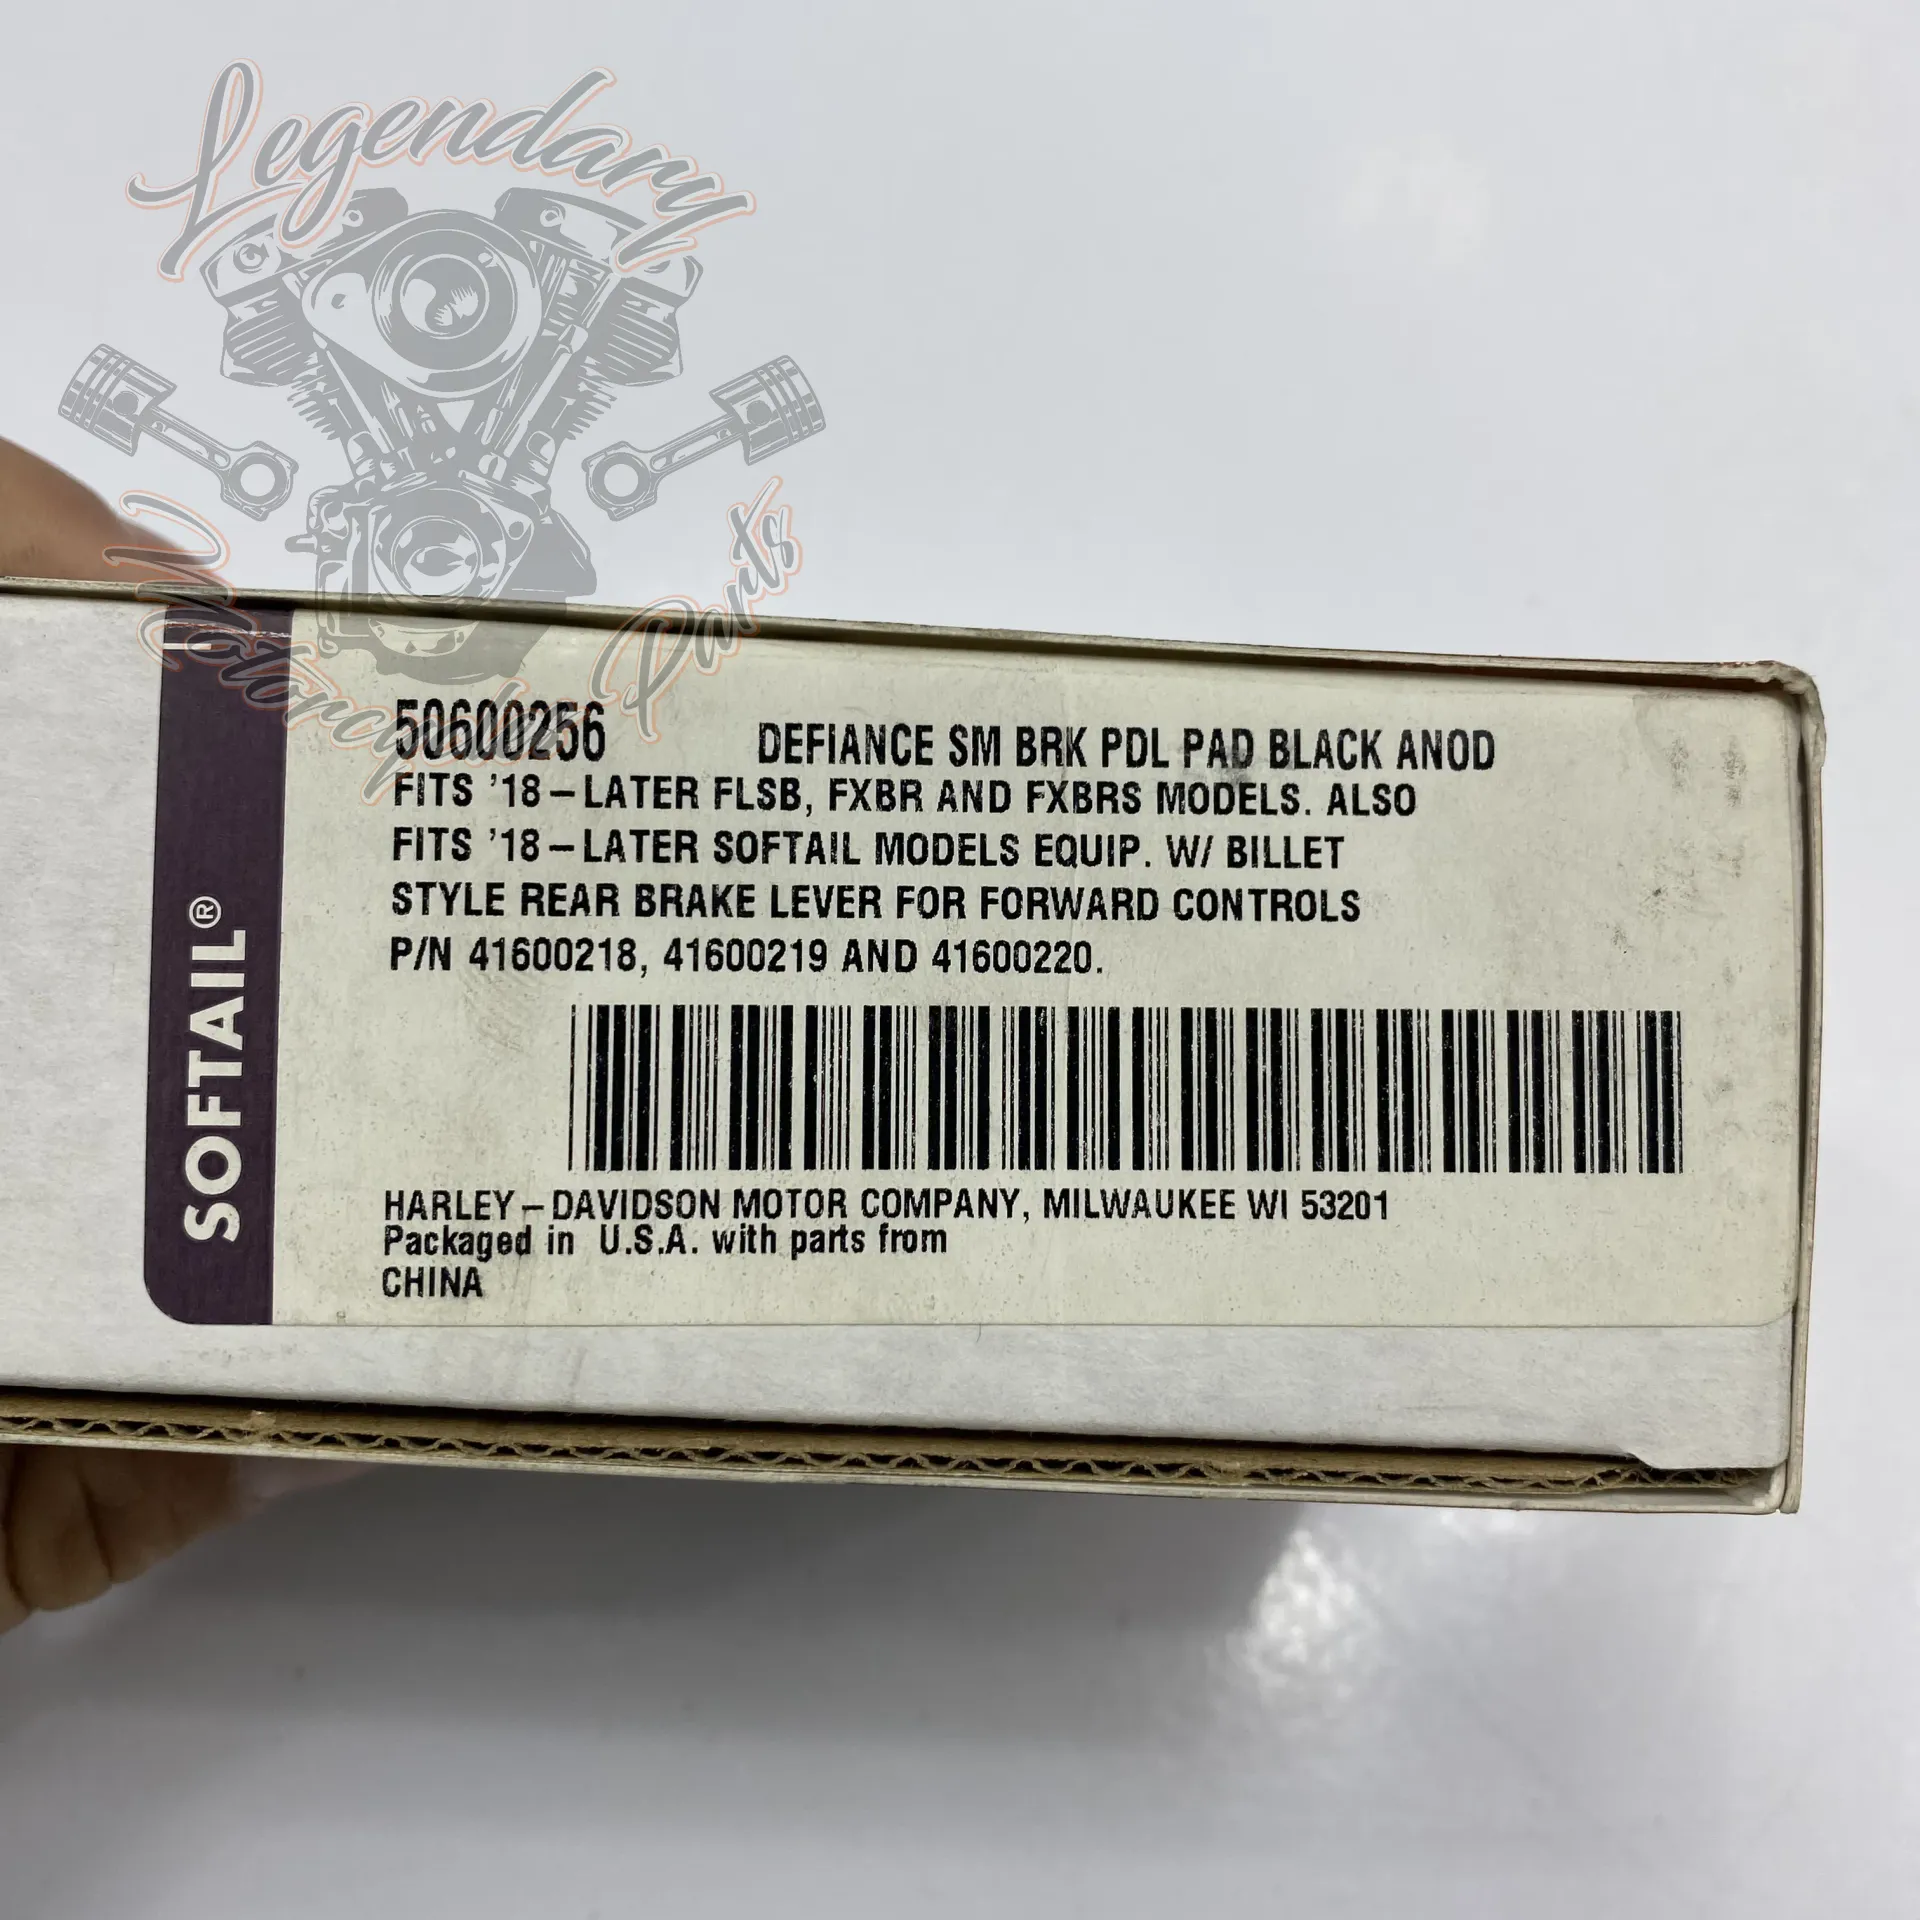 Legendary
Motorcycles Parts
SOFTAIL®
50600256 DEFIANCE SM BRK PDL PAD BLACK ANOD
FITS '18–LATER FLSB, FXBR AND FXBRS MODELS. ALSO
FITS '18–LATER SOFTAIL MODELS EQUIP. W/ BILLET
STYLE REAR BRAKE LEVER FOR FORWARD CONTROLS
P/N 41600218, 41600219 AND 41600220.
HARLEY–DAVIDSON MOTOR COMPANY, MILWAUKEE WI 53201
Packaged in U.S.A. with parts from
CHINA